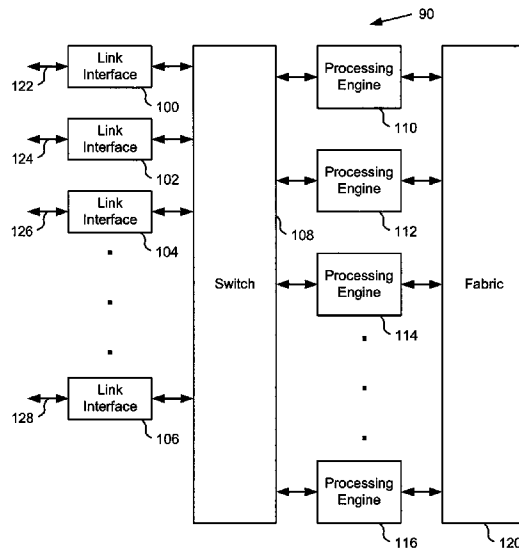 90
Link
Interface
122
100
Link
Interface
124
102
Link
Interface
126
104
Link
Interface
128
106
Switch
108
Processing
Engine
110
Processing
Engine
112
Processing
Engine
114
Processing
Engine
116
Fabric
120